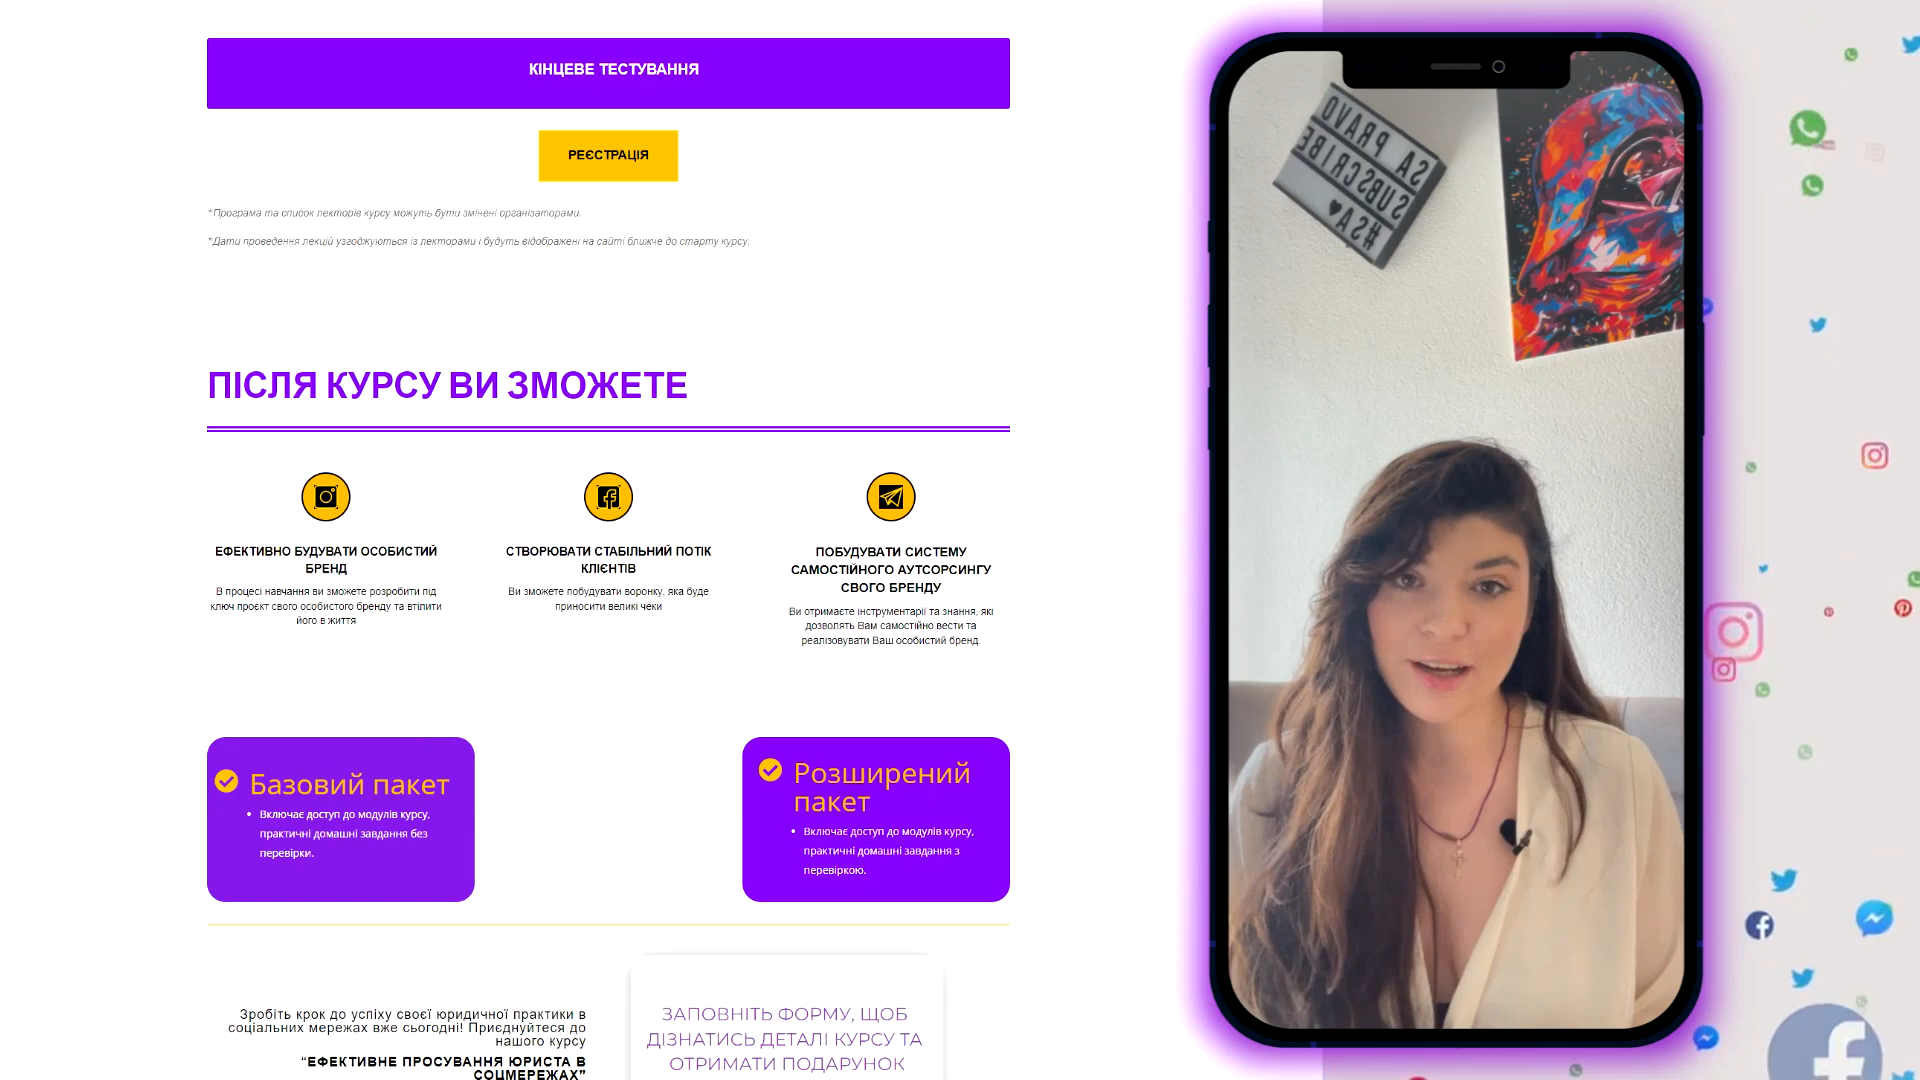 КІНЦЕВЕ ТЕСТУВАННЯ
РЕЄСТРАЦІЯ
*Програма та список лекторів курсу можуть бути змінені організаторами.
*Дати проведення лекцій узгоджуються із лекторами і будуть відображені на сайті ближче до старту курсу.
ПІСЛЯ КУРСУ ВИ ЗМОЖЕТЕ
ЕФЕКТИВНО БУДУВАТИ ОСОБИСТИЙ
БРЕНД
В процесі навчання ви зможете розробити під
ключ проєкт свого особистого бренду та втілити
його в життя
СТВОРЮВАТИ СТАБІЛЬНИЙ ПОТІК
КЛІЄНТІВ
Ви зможете побудувати воронку, яка буде
приносити великі чеки
ПОБУДУВАТИ СИСТЕМУ
САМОСТІЙНОГО АУТСОРСИНГУ
СВОГО БРЕНДУ
Ви отримаєте інструментарії та знання, які
дозволять Вам самостійно вести та
реалізовувати Ваш особистий бренд.
Базовий пакет
• Включає доступ до модулів курсу,
практичні домашні завдання без
перевірки.
Розширений
пакет
• Включає доступ до модулів курсу,
практичні домашні завдання з
перевіркою.
Зробіть крок до успіху своєї юридичної практики в
соціальних мережах вже сьогодні! Приєднуйтеся до
нашого курсу
“ЕФЕКТИВНЕ ПРОСУВАННЯ ЮРИСТА В
СОЦМЕРЕЖАХ”
ЗАПОВНІТЬ ФОРМУ, ЩОБ
ДІЗНАТИСЬ ДЕТАЛІ КУРСУ ТА
ОТРИМАТИ ПОДАРУНОК
SA PRAVO
SUBSCRIBE
#SA♥